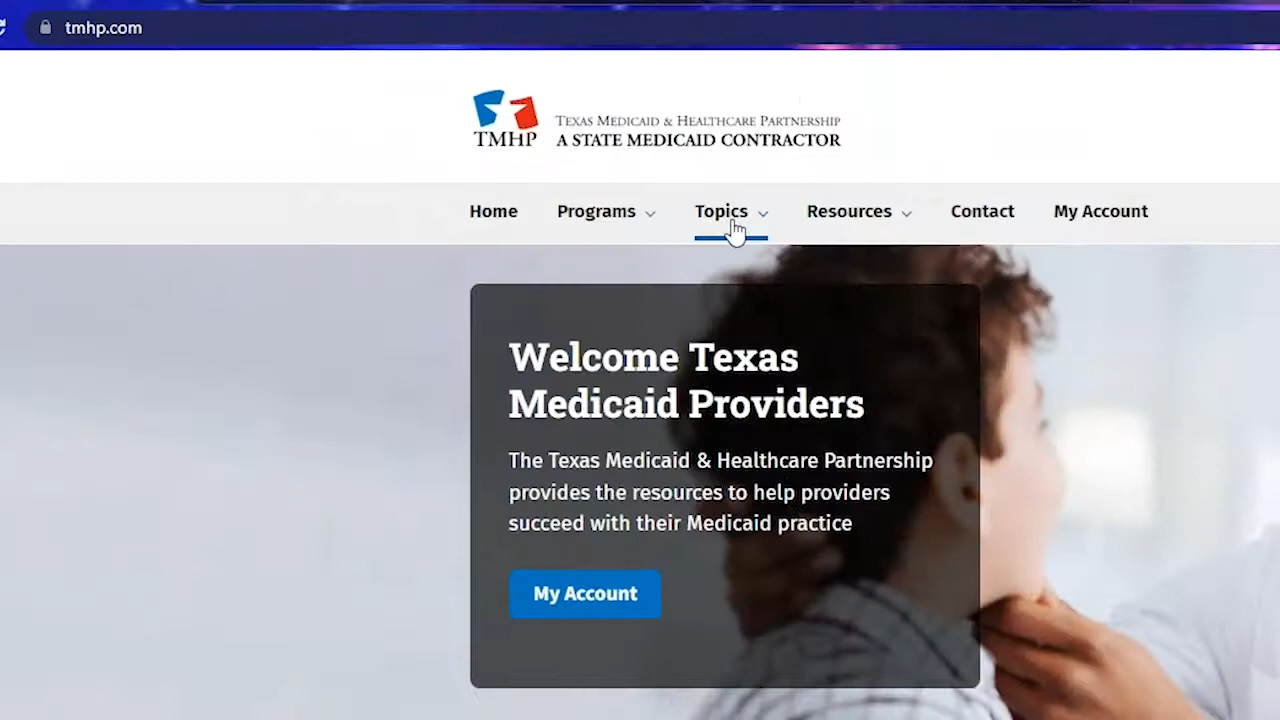 tmhp.com
TMHP
TEXAS MEDICAID & HEALTHCARE PARTNERSHIP
A STATE MEDICAID CONTRACTOR
Home Programs Topics Resources Contact My Account
Welcome Texas
Medicaid Providers
The Texas Medicaid & Healthcare Partnership
provides the resources to help providers
succeed with their Medicaid practice
My Account